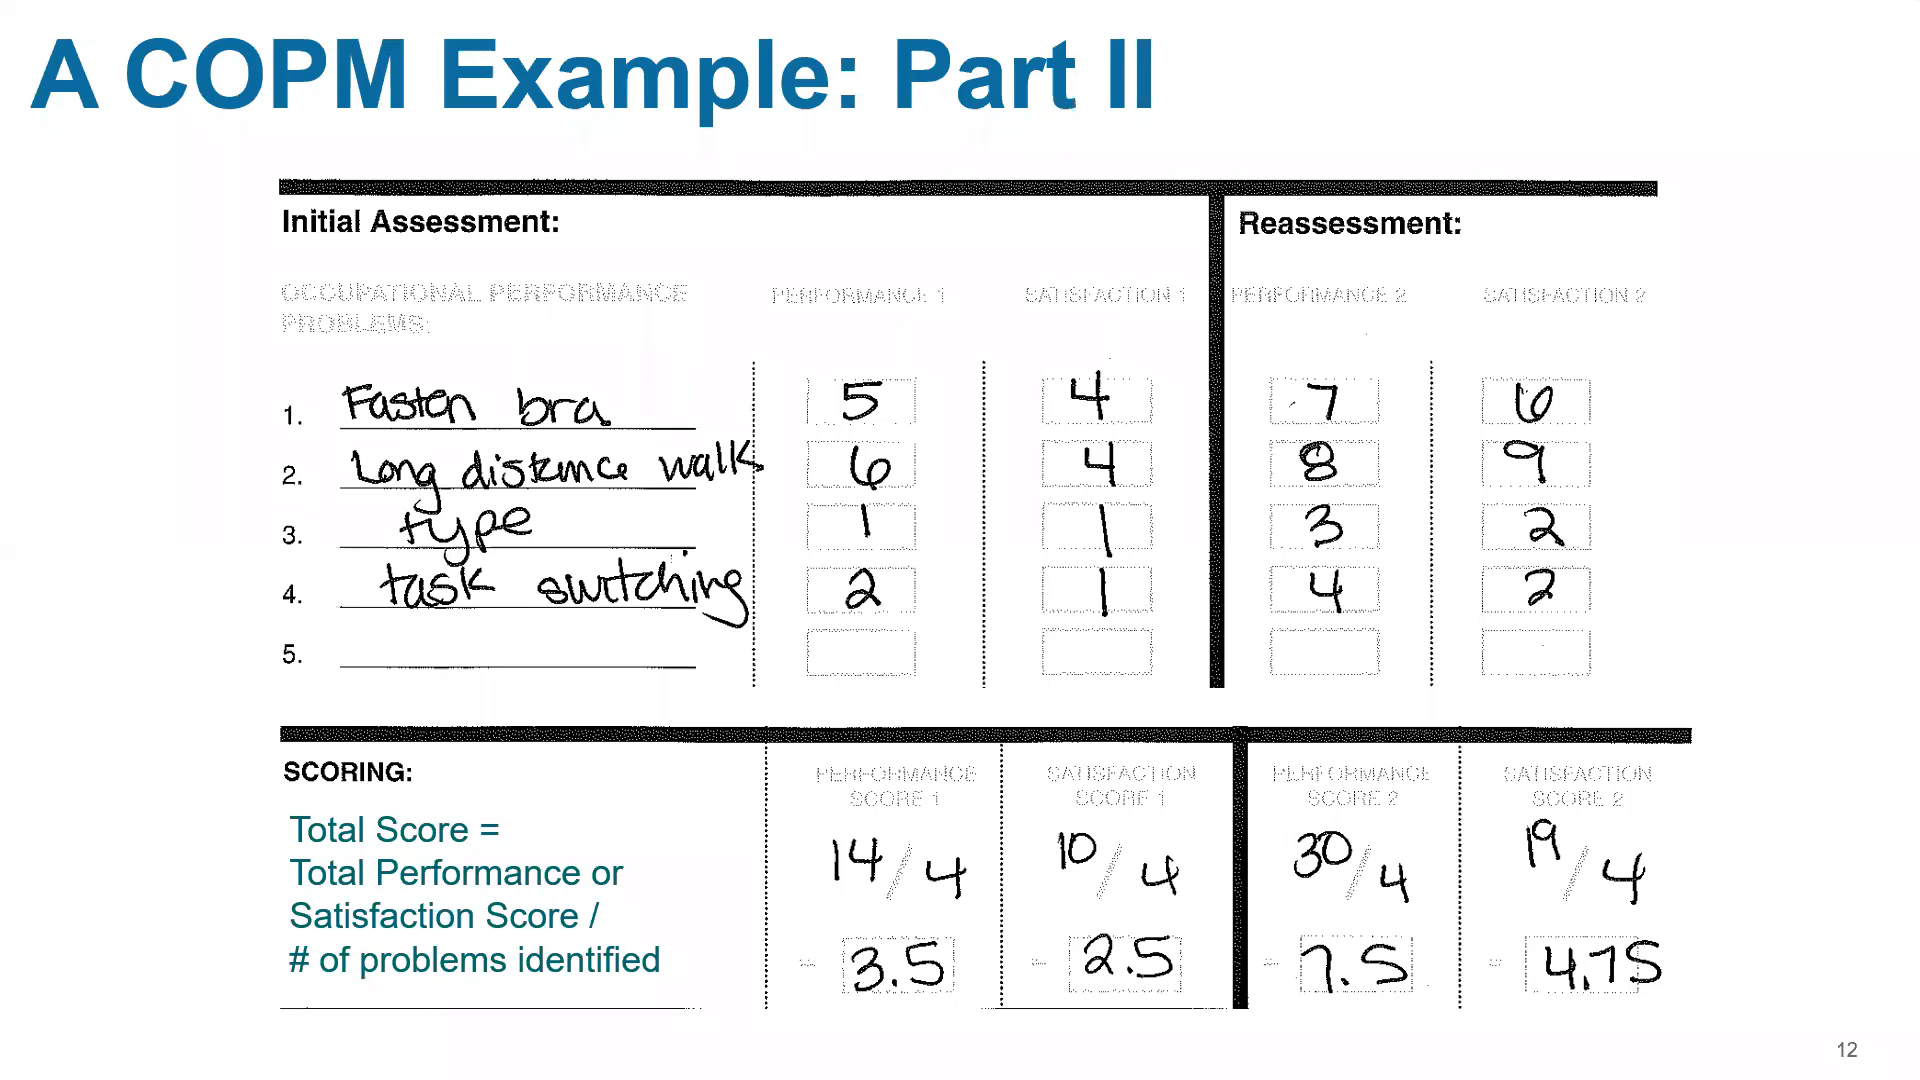 A COPM Example: Part II
Initial Assessment:
Reassessment:
OCCUPATIONAL PERFORMANCE PROBLEMS:
PERFORMANCE 1 SATISFACTION 1 PERFORMANCE 2 SATISFACTION 2
1. Fasten bra 5 4 7 6
2. Long distance walk 6 4 8 9
3. type 1 1 3 2
4. task switching 2 1 4 2
5.
SCORING:
PERFORMANCE SCORE 1 SATISFACTION SCORE 1 PERFORMANCE SCORE 2 SATISFACTION SCORE 2
Total Score =
Total Performance or
Satisfaction Score /
# of problems identified
14/4 10/4 30/4 19/4
= 3.5 = 2.5 = 7.5 = 4.75
12